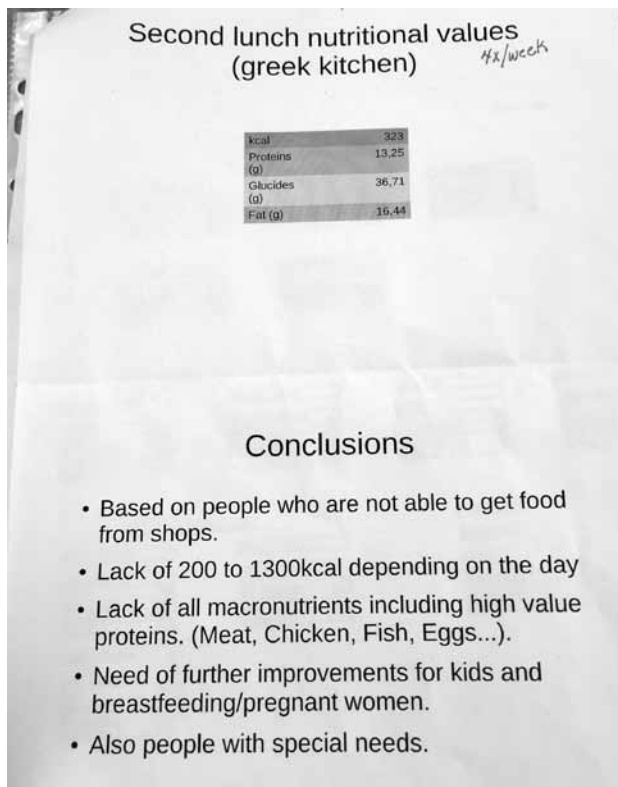 Second lunch nutritional values
(greek kitchen)
4x/week
kcal 323
Proteins 13,25
(g)
Glucides 36,71
(g)
Fat (g) 16,44
Conclusions
• Based on people who are not able to get food
from shops.
• Lack of 200 to 1300kcal depending on the day
• Lack of all macronutrients including high value
proteins. (Meat, Chicken, Fish, Eggs...).
• Need of further improvements for kids and
breastfeeding/pregnant women.
• Also people with special needs.